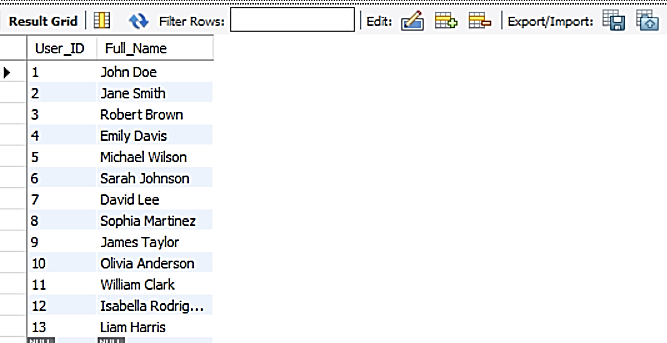 Result Grid Filter Rows: Edit: Export/Import:
User_ID Full_Name
1 John Doe
2 Jane Smith
3 Robert Brown
4 Emily Davis
5 Michael Wilson
6 Sarah Johnson
7 David Lee
8 Sophia Martinez
9 James Taylor
10 Olivia Anderson
11 William Clark
12 Isabella Rodrig...
13 Liam Harris
NULL NULL